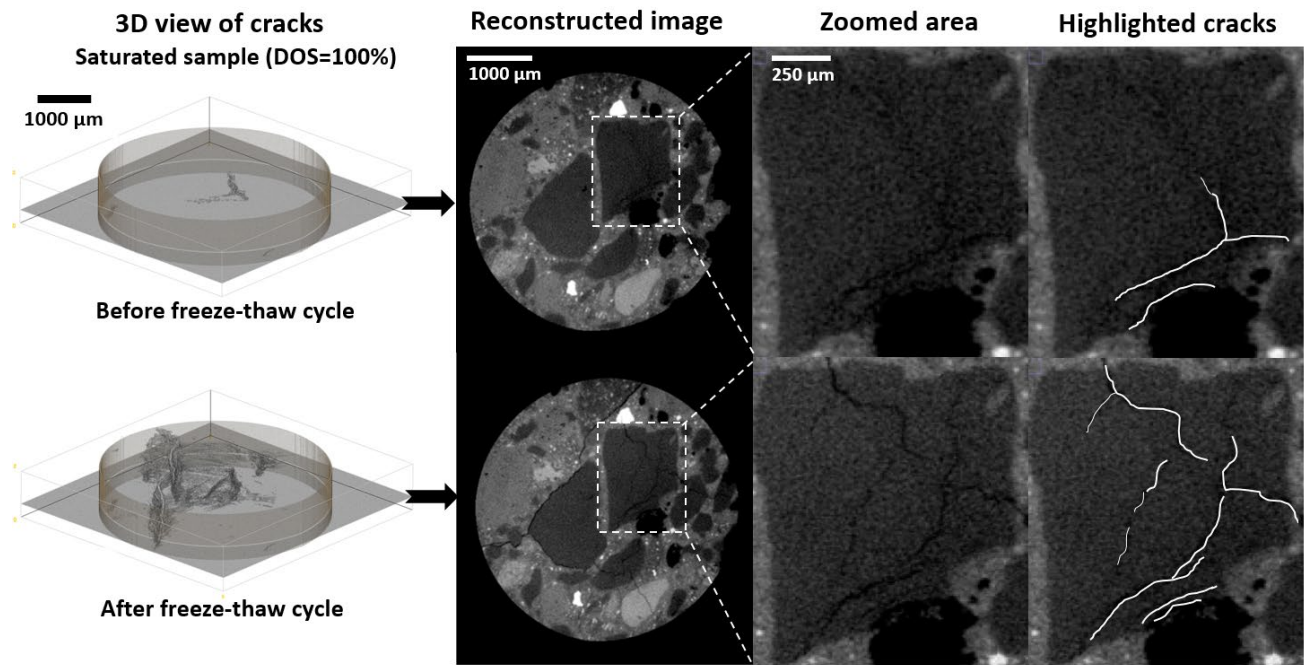 3D view of cracks
Saturated sample (DOS=100%)
1000 μm
Before freeze-thaw cycle
After freeze-thaw cycle
Reconstructed image
1000 μm
Zoomed area
250 μm
Highlighted cracks